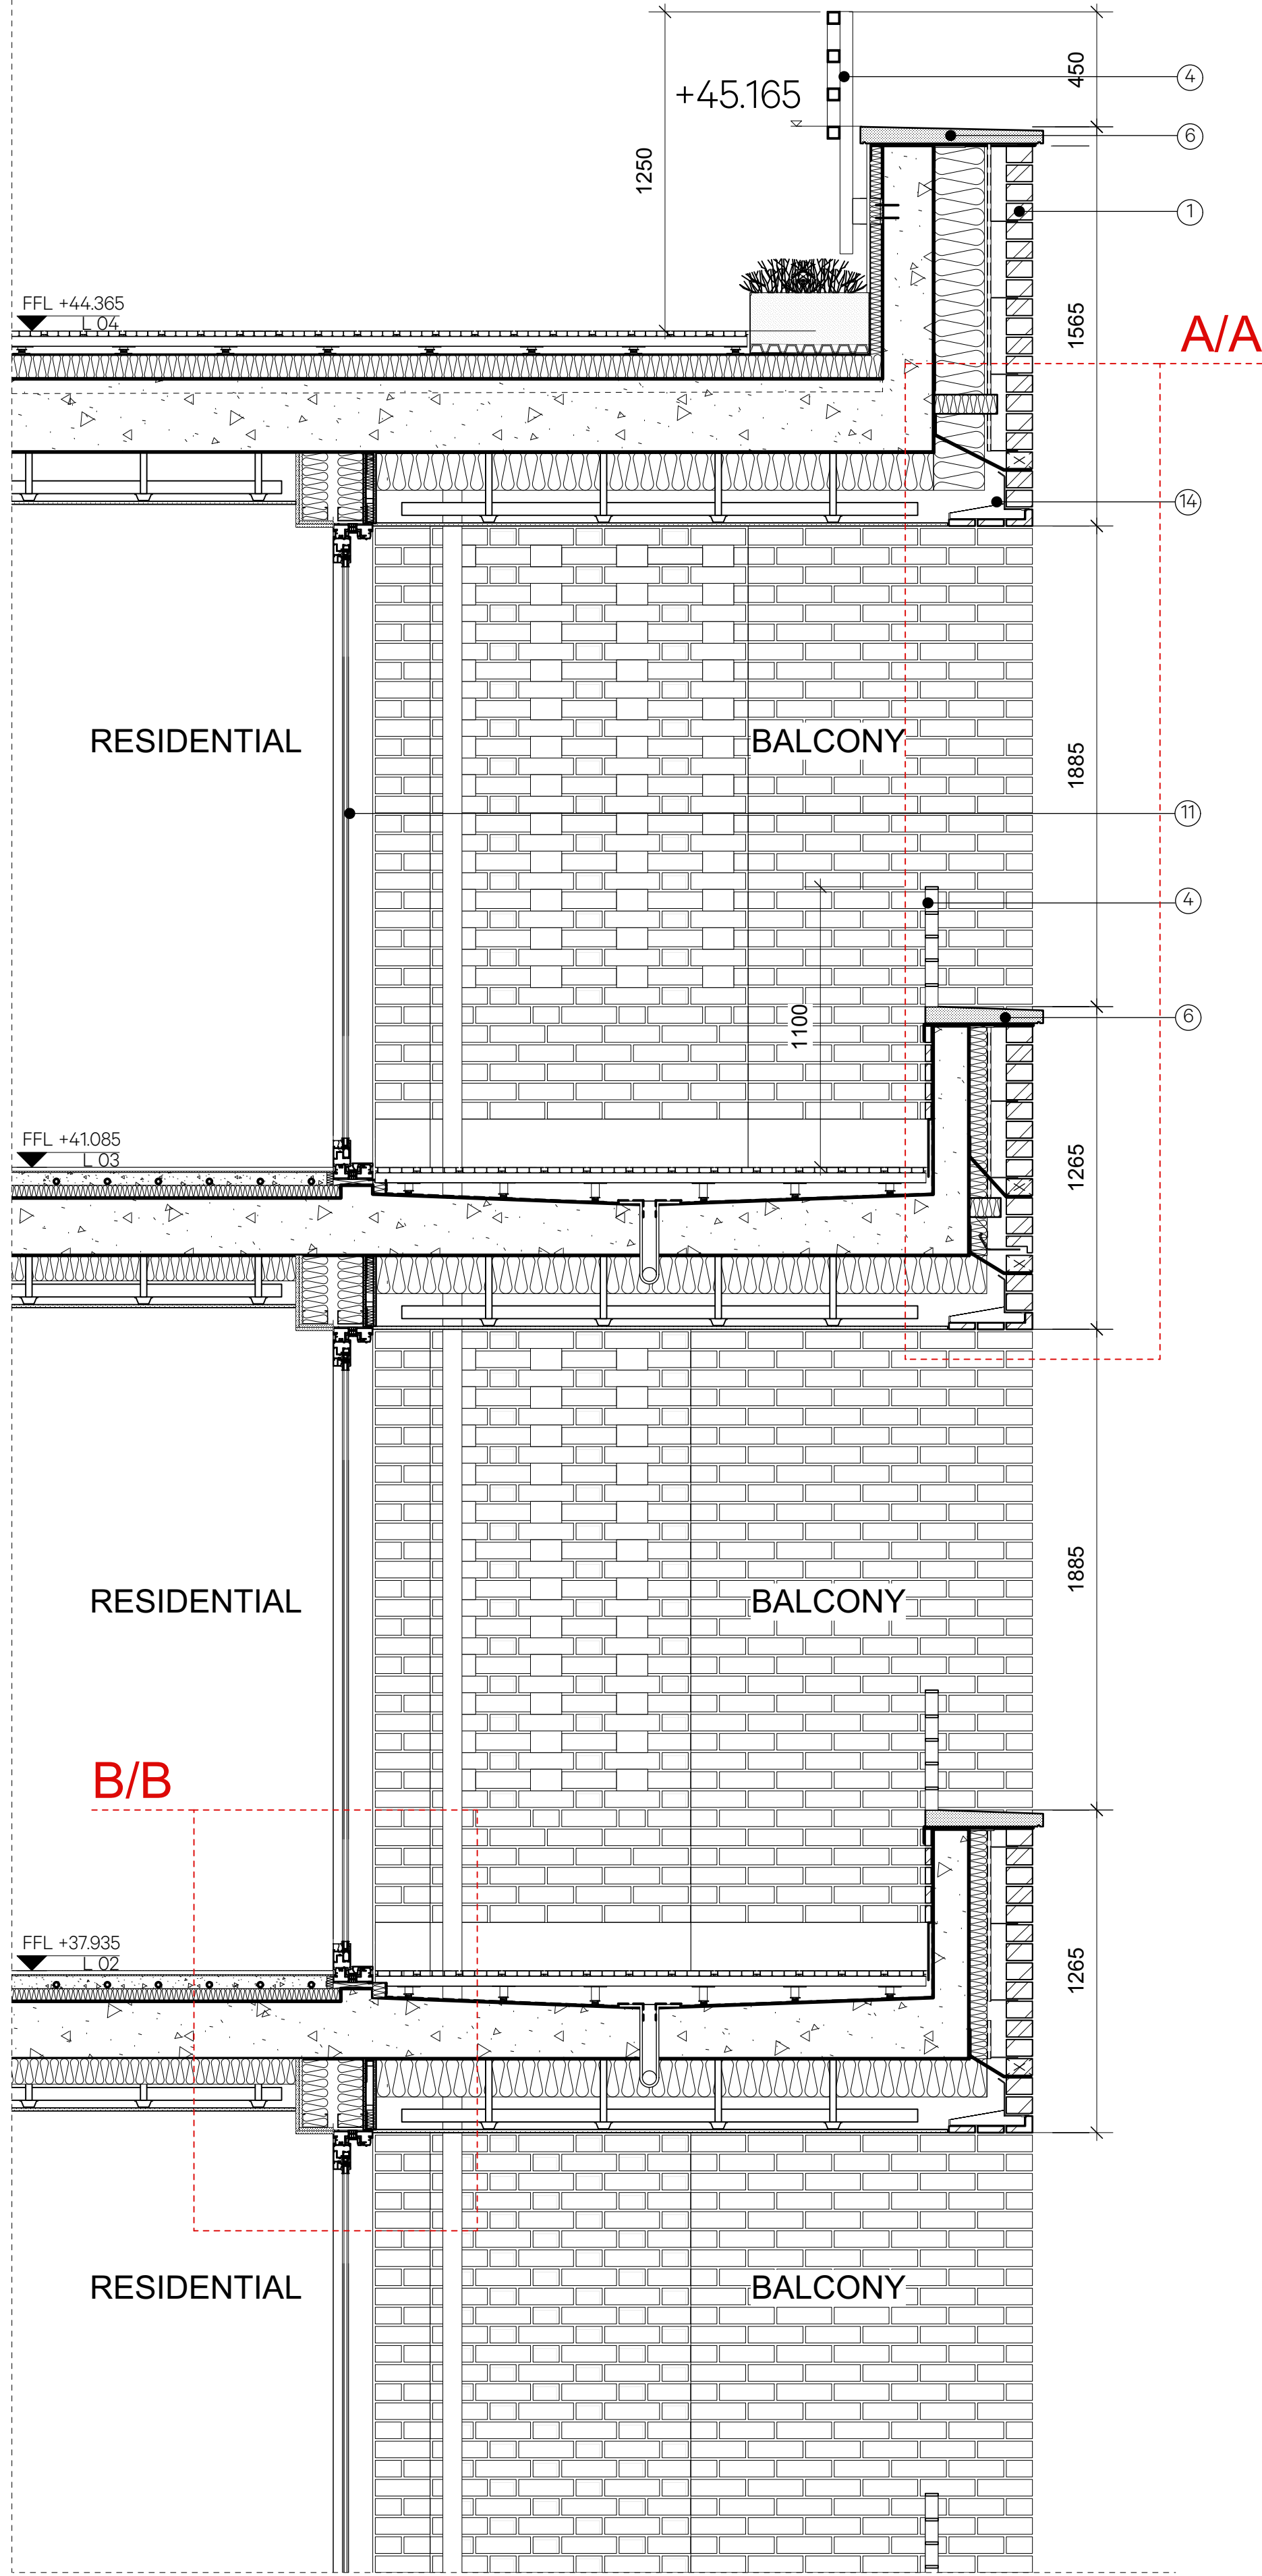 450
4
+45.165
6
1250
1
FFL +44.365
L 04
1565
A/A
14
RESIDENTIAL
BALCONY
1885
11
4
1100
6
FFL +41.085
L 03
1265
RESIDENTIAL
BALCONY
1885
B/B
FFL +37.935
L 02
1265
RESIDENTIAL
BALCONY